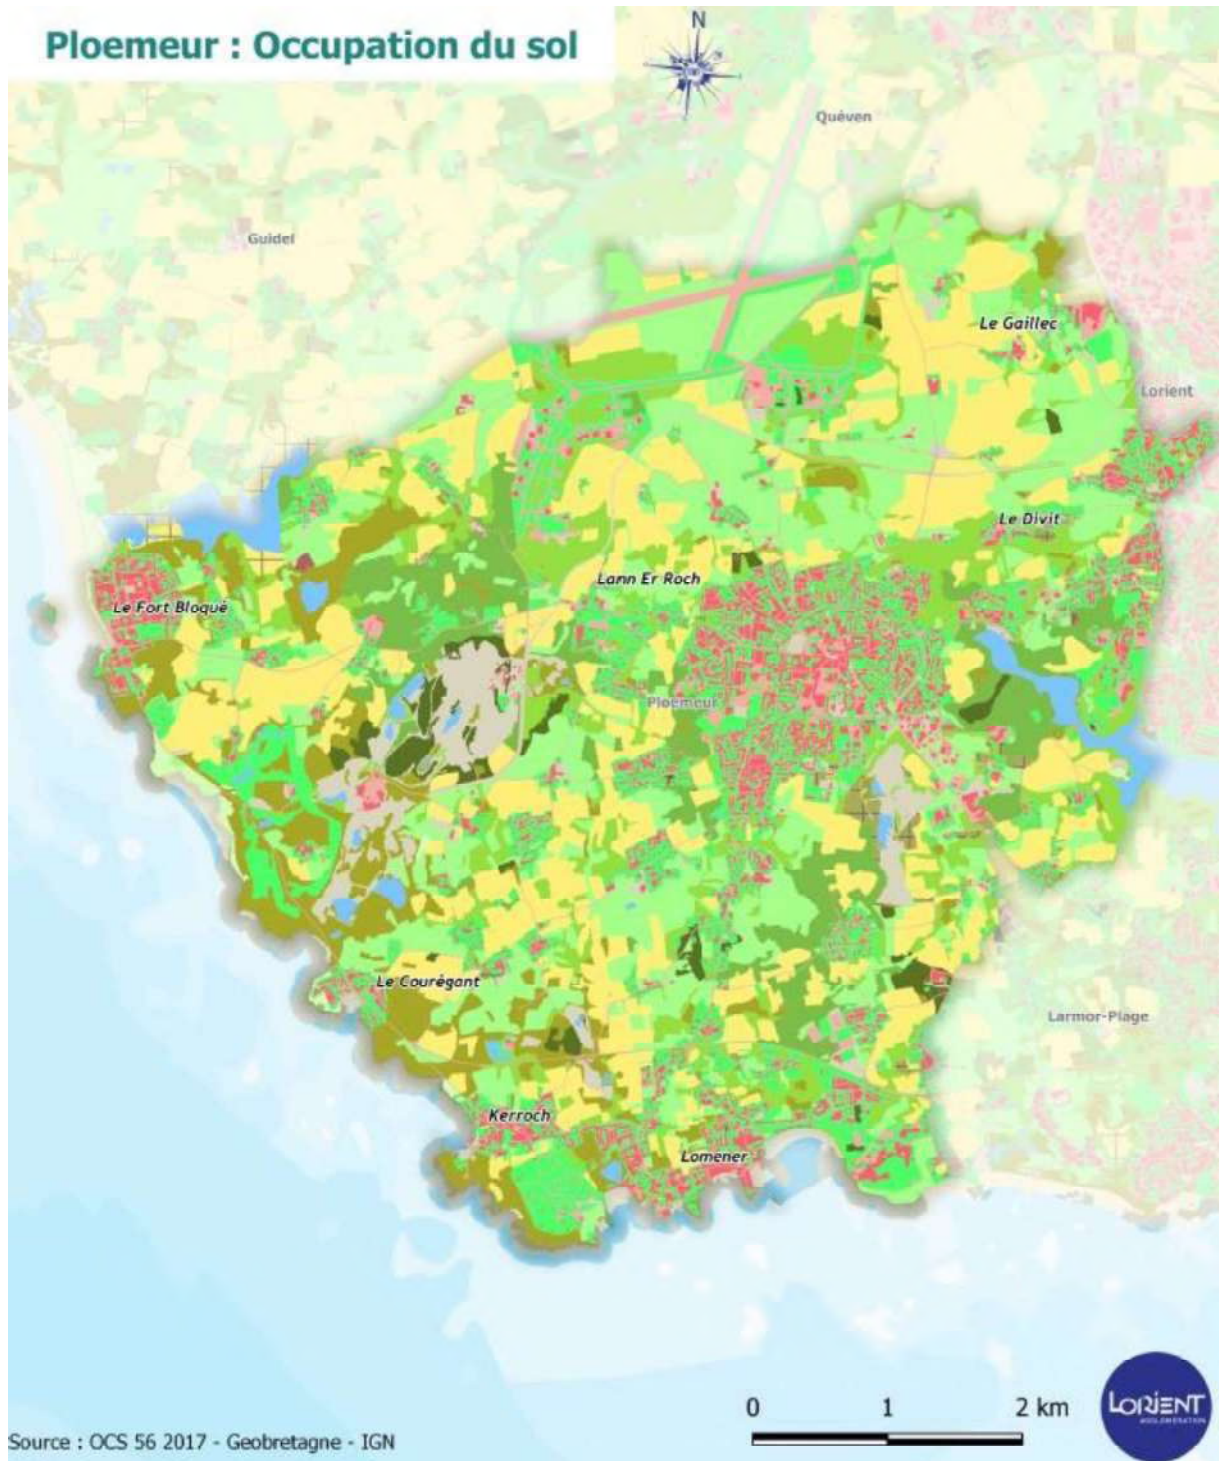 Ploemeur : Occupation du sol
N
Quéven
Guidel
Le Gaillec
Lorient
Le Divit
Lann Er Roch
Le Fort Bloqué
Ploemeur
Le Courégant
Larmor-Plage
Kerroch
Lomener
0 1 2 km
LORIENT
AGGLOMÉRATION
Source : OCS 56 2017 - Geobretagne - IGN